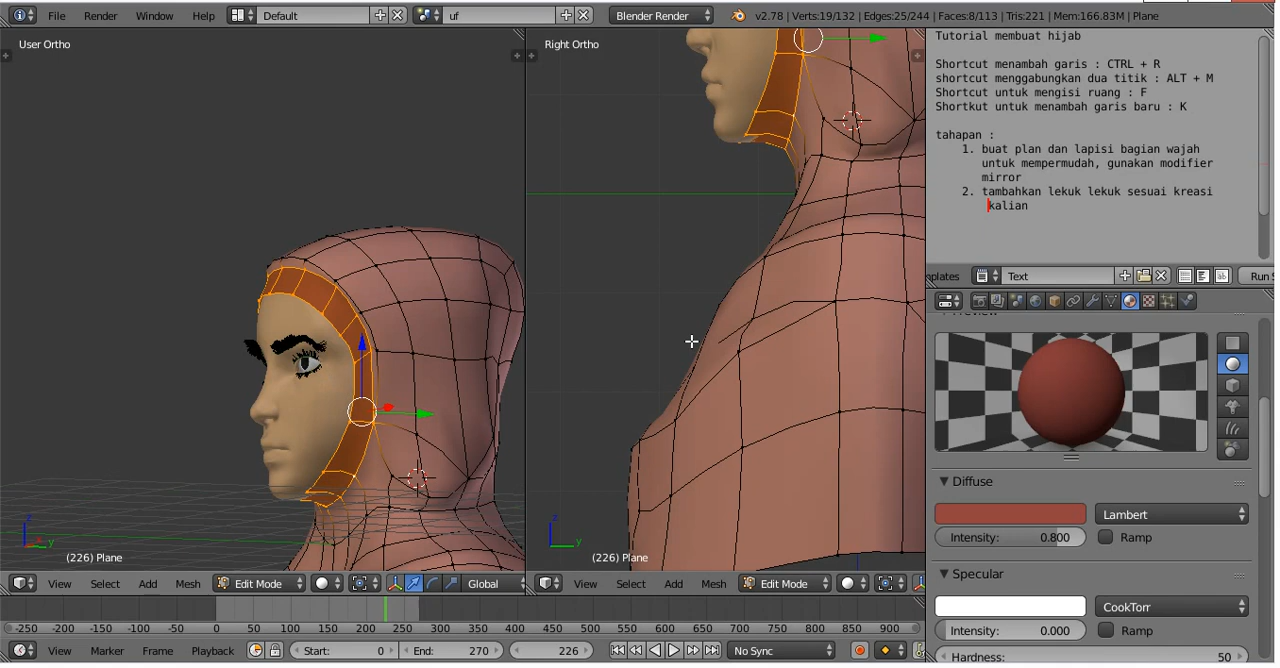 File Render Window Help Default uf Blender Render v2.78 | Verts:19/132 | Edges:25/244 | Faces:8/113 | Tris:221 | Mem:166.83M | Plane
User Ortho
Right Ortho
Tutorial membuat hijab
Shortcut menambah garis : CTRL + R
shortcut menggabungkan dua titik : ALT + M
Shortcut untuk mengisi ruang : F
Shortkut untuk menambah garis baru : K
tahapan :
1. buat plan dan lapisi bagian wajah
untuk mempermudah, gunakan modifier
mirror
2. tambahkan lekuk lekuk sesuai kreasi
kalian
mplates Text Run S
Preview
Diffuse
Lambert
Intensity: 0.800 Ramp
Specular
CookTorr
Intensity: 0.000 Ramp
Hardness: 50
z
y
(226) Plane
z
y
(226) Plane
View Select Add Mesh Edit Mode Global
View Select Add Mesh Edit Mode
-250 -200 -150 -100 -50 0 50 100 150 200 250 300 350 400 450 500 550 600 650 700 750 800 850 900
View Marker Frame Playback Start: 0 End: 270 226 No Sync